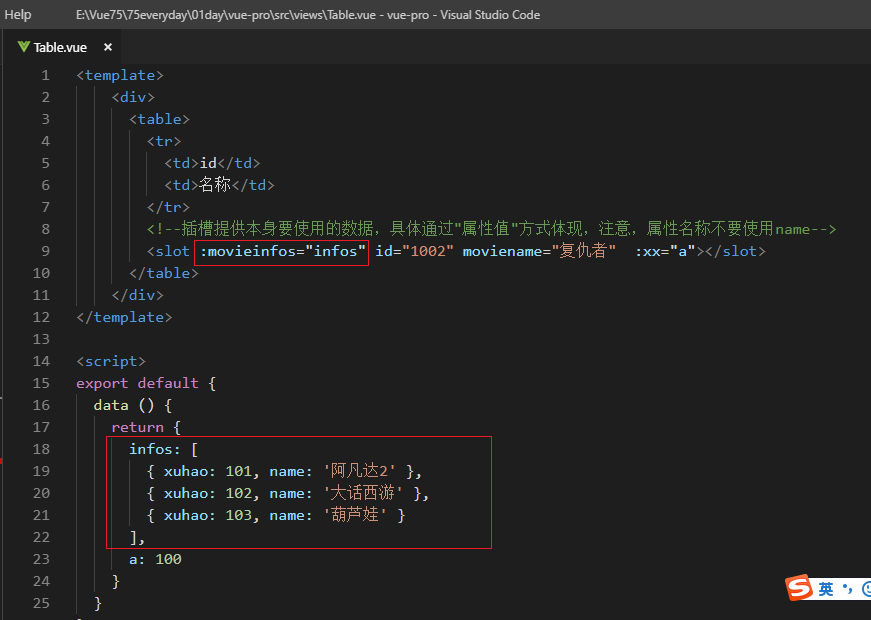 Help E:\Vue75\75everyday\01day\vue-pro\src\views\Table.vue - vue-pro - Visual Studio Code
Table.vue ×
1 <template>
2 <div>
3 <table>
4 <tr>
5 <td>id</td>
6 <td>名称</td>
7 </tr>
8 <!--插槽提供本身要使用的数据，具体通过"属性值"方式体现，注意，属性名称不要使用name-->
9 <slot :movieinfos="infos" id="1002" moviename="复仇者" :xx="a"></slot>
10 </table>
11 </div>
12 </template>
13
14 <script>
15 export default {
16 data () {
17 return {
18 infos: [
19 { xuhao: 101, name: '阿凡达2' },
20 { xuhao: 102, name: '大话西游' },
21 { xuhao: 103, name: '葫芦娃' }
22 ],
23 a: 100
24 }
25 }
S 英